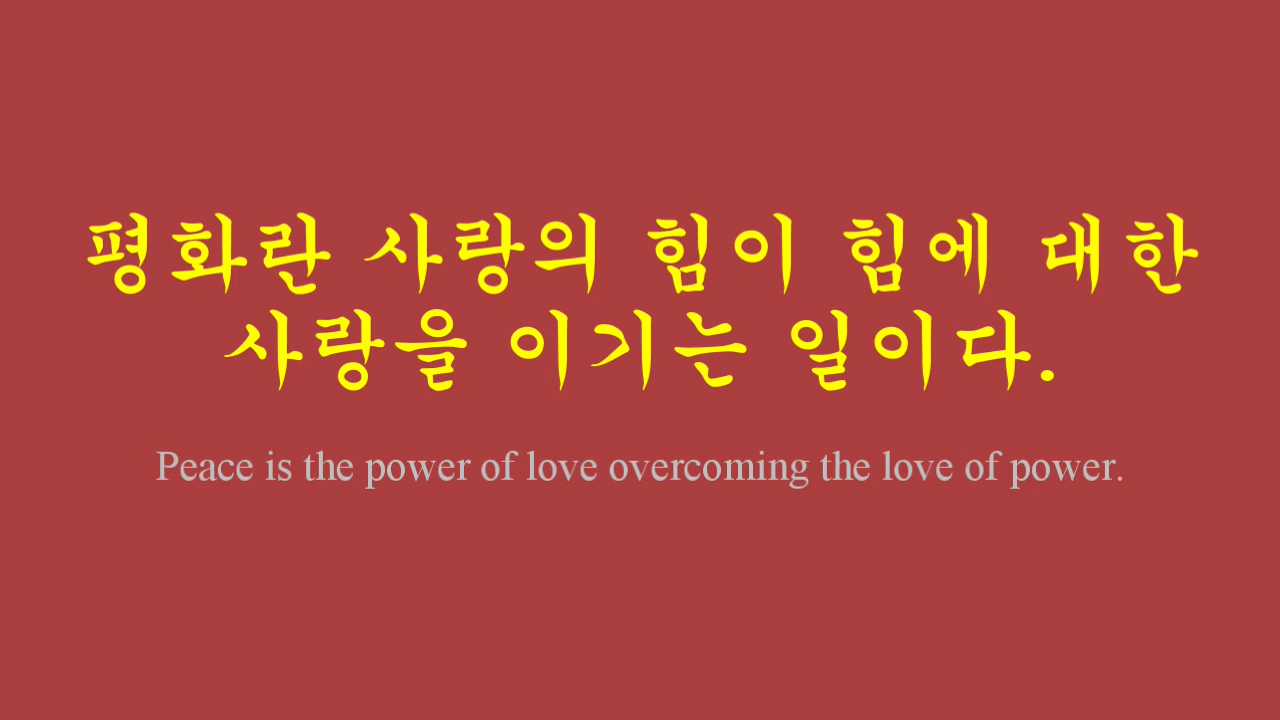 평화란 사랑의 힘이 힘에 대한
사랑을 이기는 일이다.
Peace is the power of love overcoming the love of power.